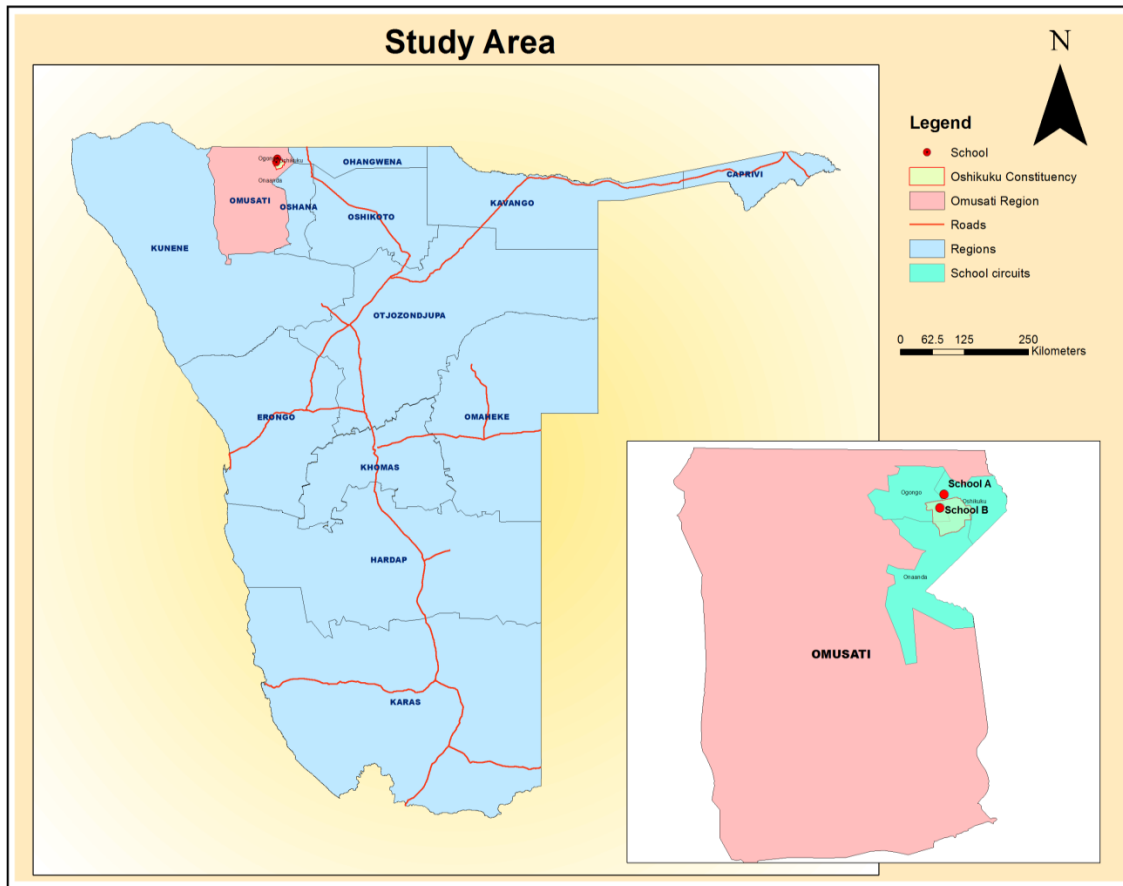 Study Area
N
Legend
School
Oshikuku Constituency
Omusati Region
Roads
Regions
School circuits
0 62.5 125 250
Kilometers
OHANGWENA
CAPRIVI
Onaanda
OMUSATI
OSHANA
OSHIKOTO
KAVANGO
KUNENE
OTJOZONDJUPA
ERONGO
OMAHEKE
KHOMAS
HARDAP
KARAS
School A
Ogongo
Oshikuku
School B
Onaanda
OMUSATI